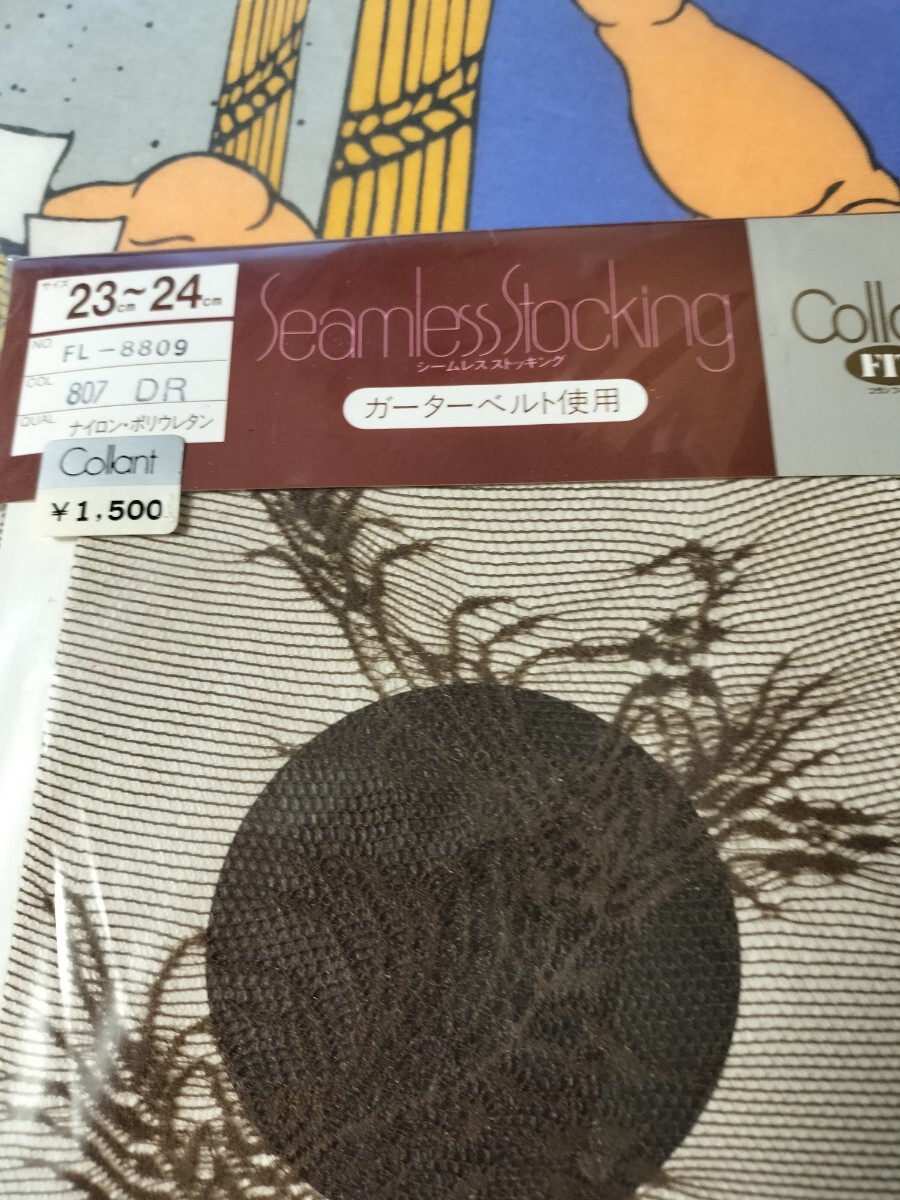 サイズ
23cm~24cm
NO.
FL-8809
COL
807 DR
QUAL
ナイロン・ポリウレタン
Collant
¥1,500
Seamless Stocking
シームレスストッキング
ガーターベルト使用